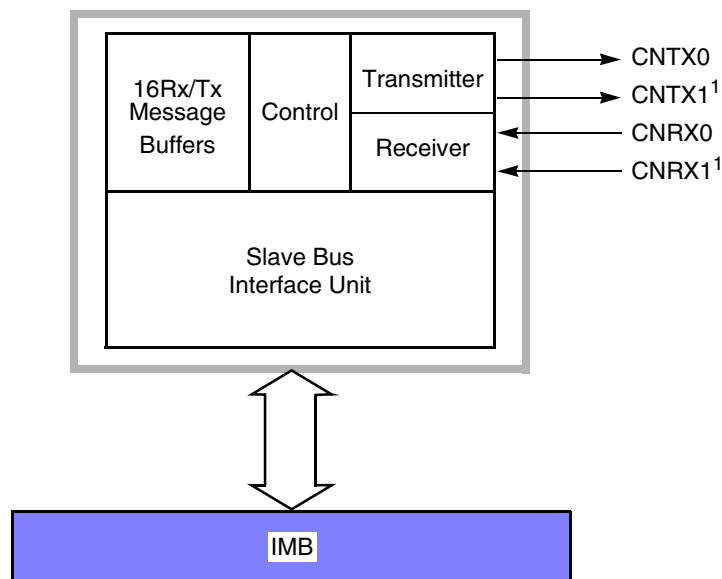 16Rx/Tx
Message
Buffers
Control
Transmitter
Receiver
CNTX0
CNTX1¹
CNRX0
CNRX1¹
Slave Bus
Interface Unit
IMB